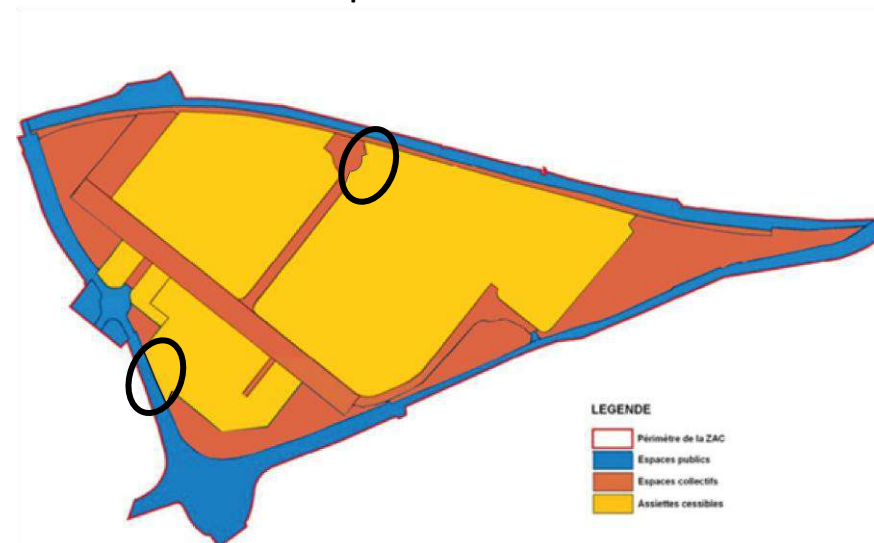 LEGENDE
Périmètre de la ZAC
Espaces publics
Espaces collectifs
Assiettes cessibles